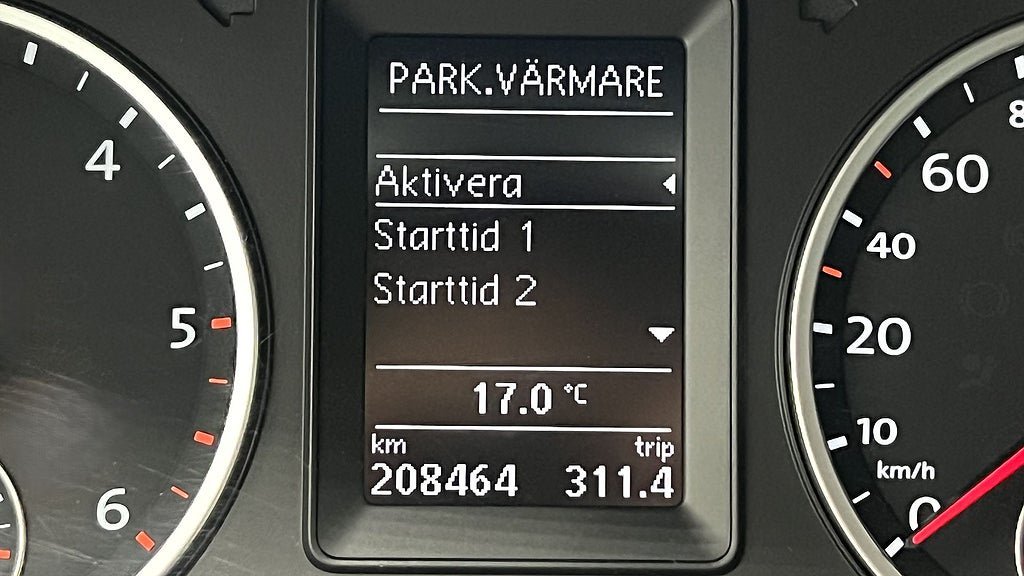 PARK.VÄRMARE
Aktivera
Starttid 1
Starttid 2
17.0 °C
km trip
208464 311.4
4
5
6
60
40
20
10
km/h
0
8